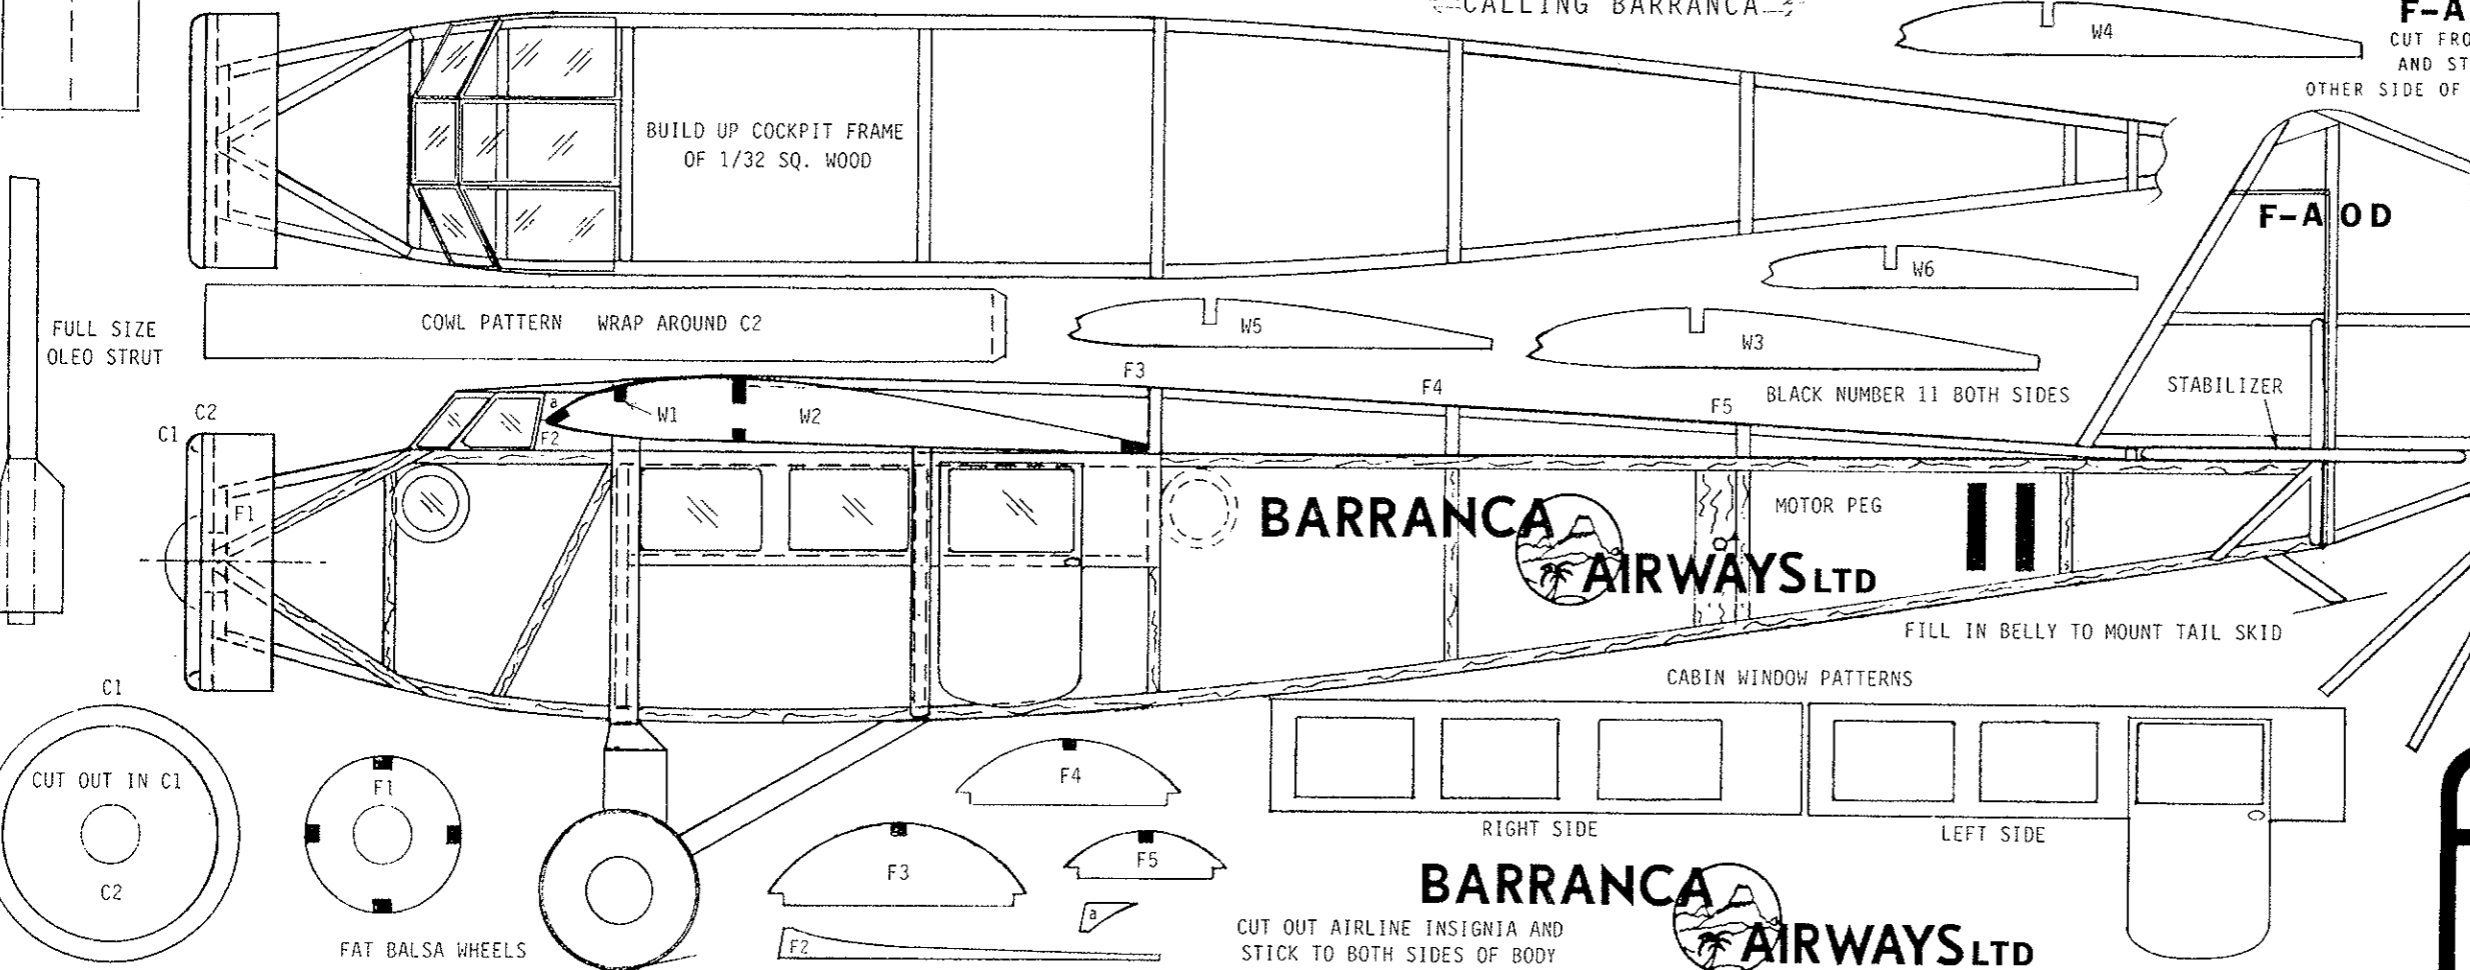 CALLING BARRANCA
W4
F-A
CUT FRO
AND ST
OTHER SIDE OF
BUILD UP COCKPIT FRAME
OF 1/32 SQ. WOOD
F-A OD
W6
FULL SIZE
OLEO STRUT
COWL PATTERN WRAP AROUND C2
W5
W3
F3
F4
F5
BLACK NUMBER 11 BOTH SIDES
STABILIZER
C2
C1
a
F2
W1
W2
F1
BARRANCA
AIRWAYS LTD
MOTOR PEG
11
FILL IN BELLY TO MOUNT TAIL SKID
CABIN WINDOW PATTERNS
C1
CUT OUT IN C1
C2
F1
FAT BALSA WHEELS
F4
F3
F5
a
F2
RIGHT SIDE
LEFT SIDE
BARRANCA
AIRWAYS LTD
CUT OUT AIRLINE INSIGNIA AND
STICK TO BOTH SIDES OF BODY